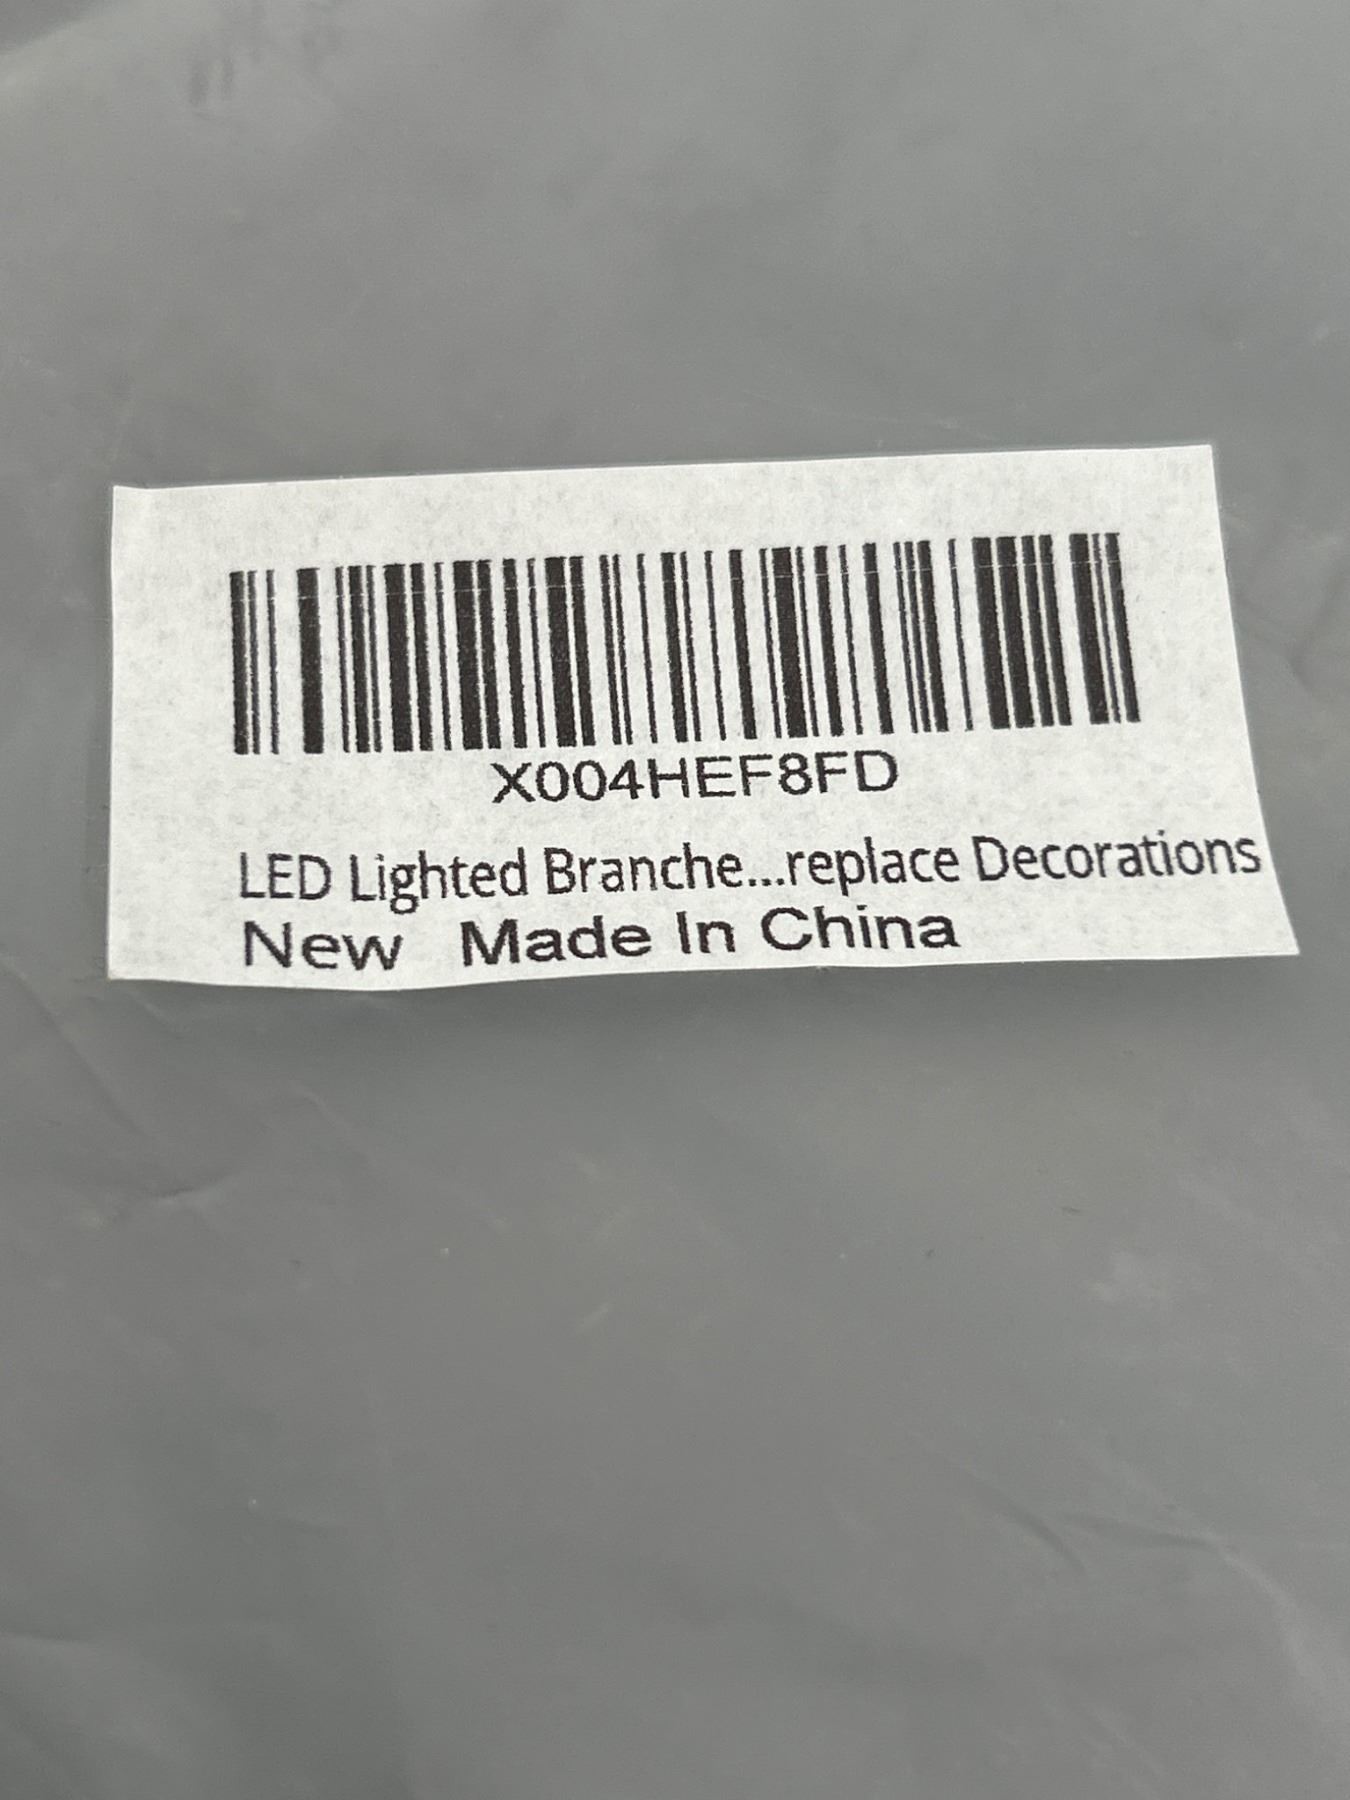 X004HEF8FD
LED Lighted Branche...replace Decorations
New Made In China